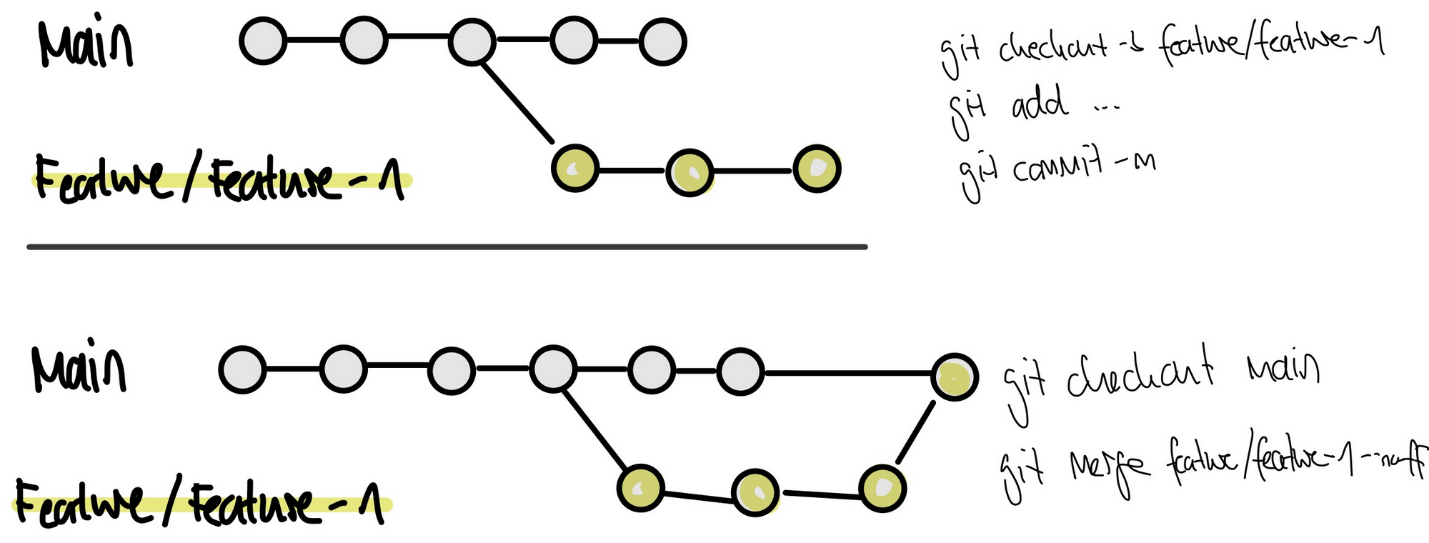 Main
git checkout -b feature/feature-1
git add ...
Feature/Feature-1
git commit -m
Main
git checkout main
git merge feature/feature-1 --no-ff
Feature/Feature-1